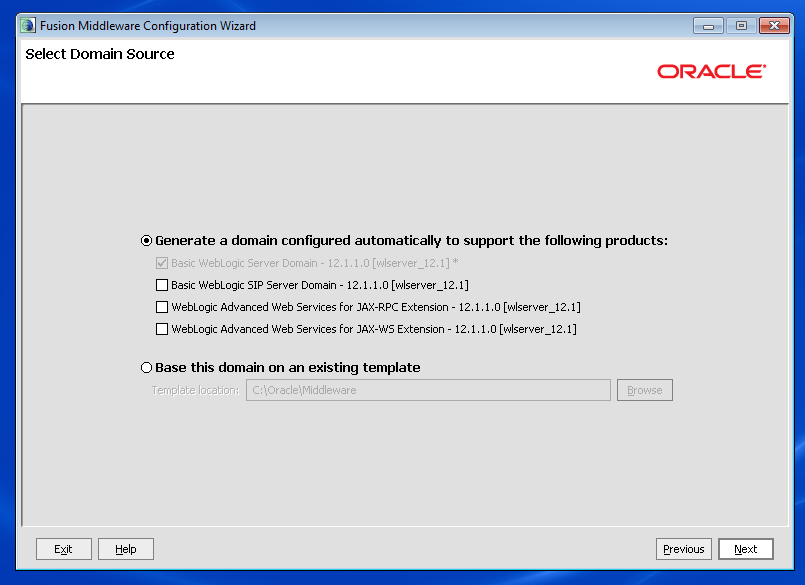 Fusion Middleware Configuration Wizard
Select Domain Source
ORACLE
Generate a domain configured automatically to support the following products:
Basic WebLogic Server Domain - 12.1.1.0 [wlserver_12.1] *
Basic WebLogic SIP Server Domain - 12.1.1.0 [wlserver_12.1]
WebLogic Advanced Web Services for JAX-RPC Extension - 12.1.1.0 [wlserver_12.1]
WebLogic Advanced Web Services for JAX-WS Extension - 12.1.1.0 [wlserver_12.1]
Base this domain on an existing template
Template location: C:\Oracle\Middleware Browse
Exit Help Previous Next